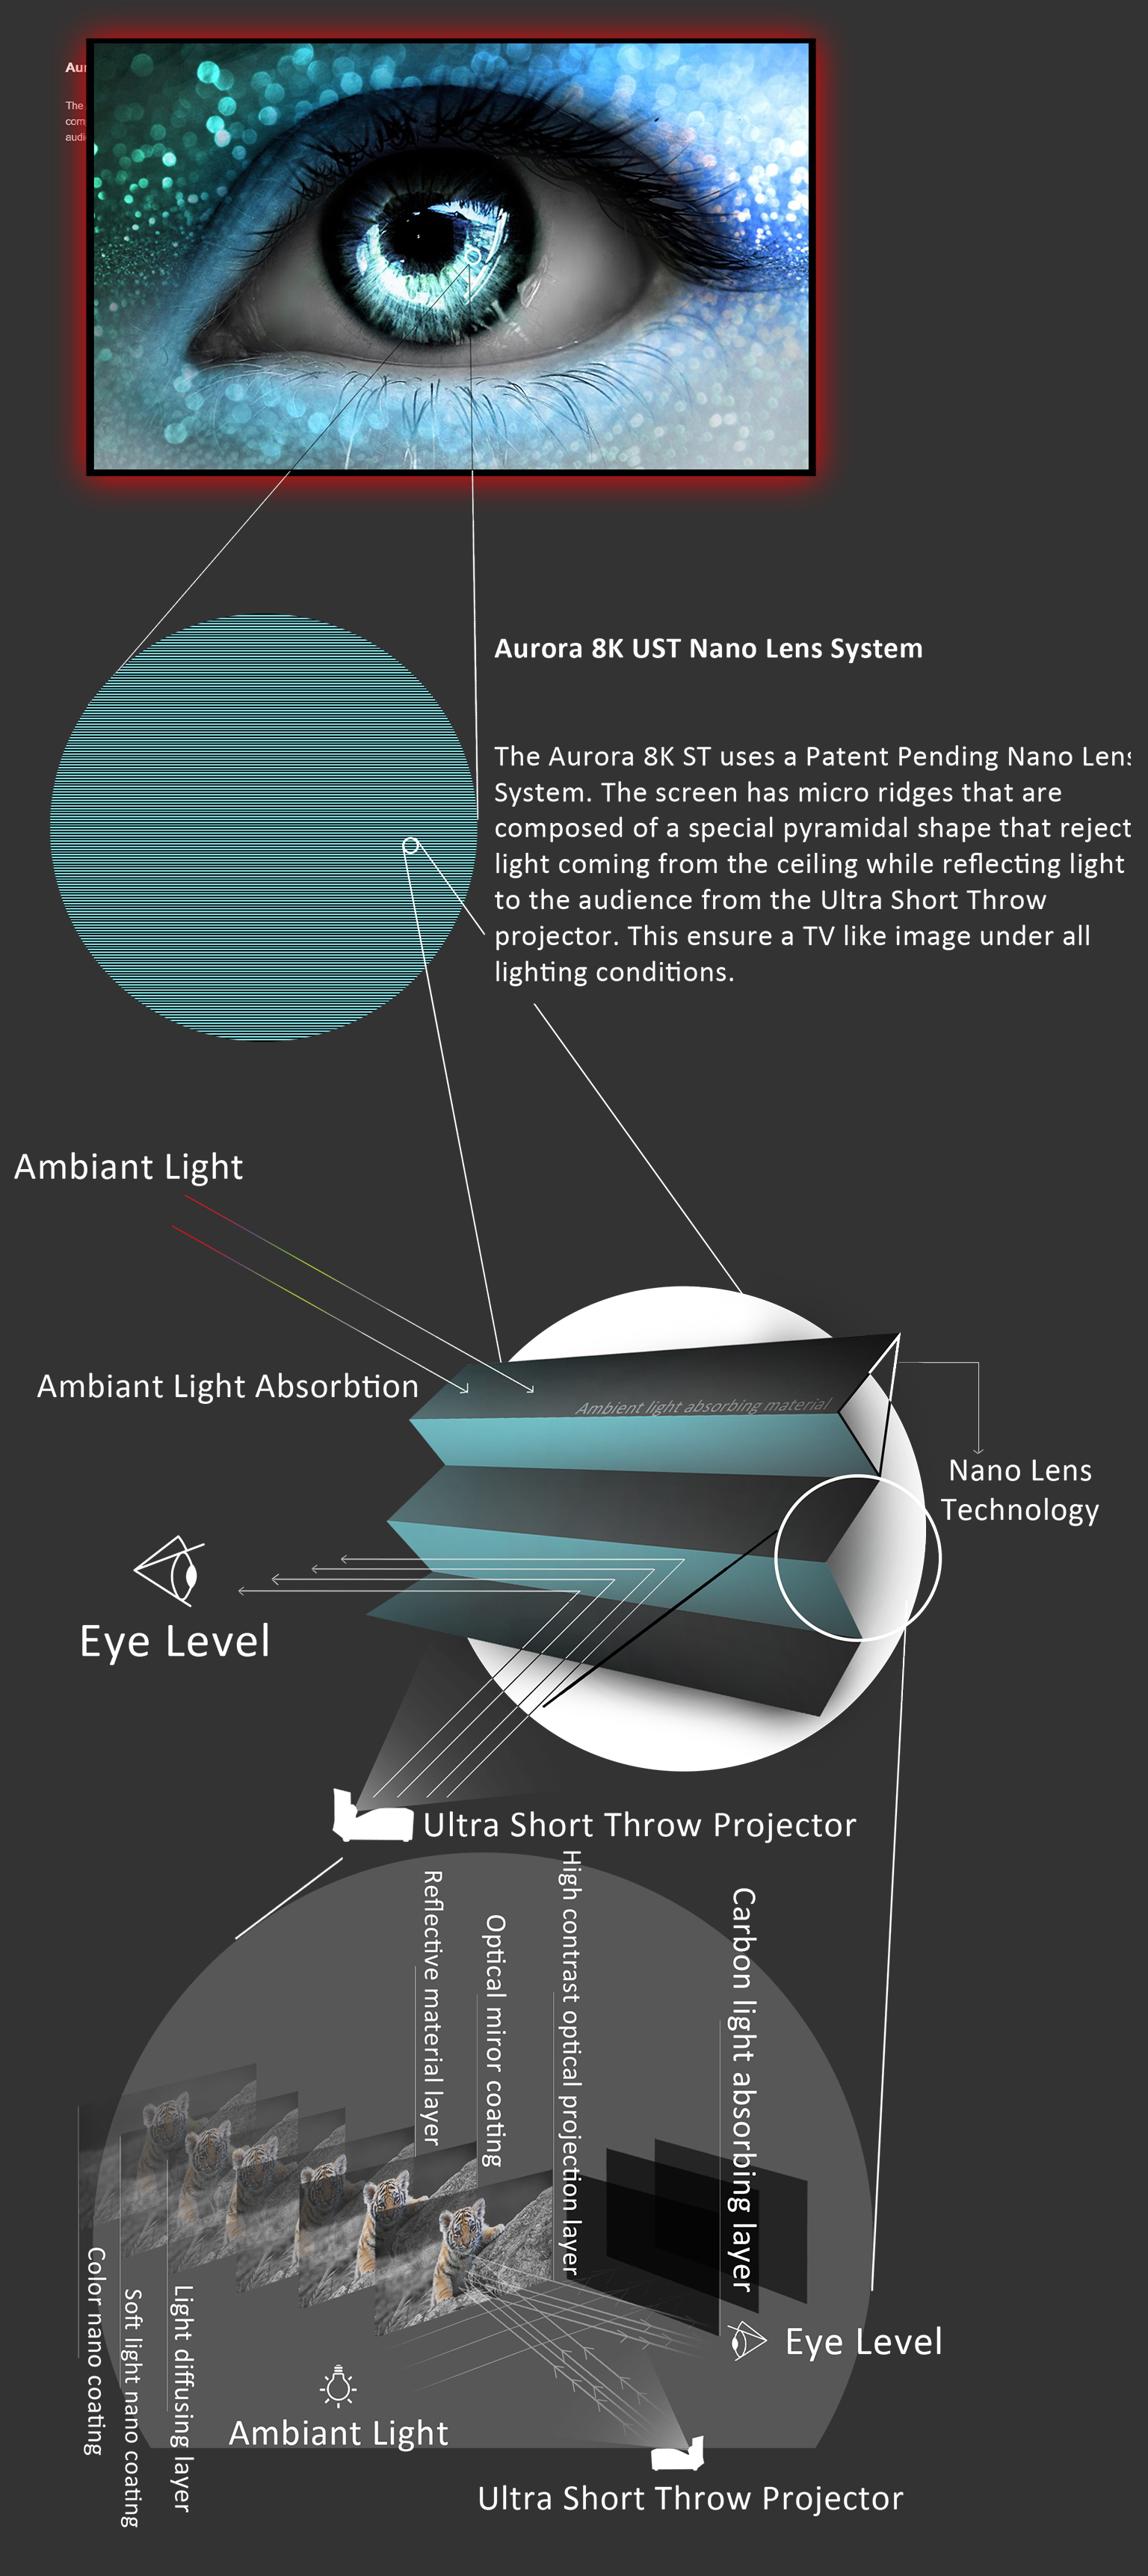 Aur
The
com
audi
Aurora 8K UST Nano Lens System
The Aurora 8K ST uses a Patent Pending Nano Lens
System. The screen has micro ridges that are
composed of a special pyramidal shape that reject
light coming from the ceiling while reflecting light
to the audience from the Ultra Short Throw
projector. This ensure a TV like image under all
lighting conditions.
Ambiant Light
Ambiant Light Absorbtion
Ambient light absorbing material
Nano Lens
Technology
Eye Level
Ultra Short Throw Projector
Reflective material layer
Optical miror coating
High contrast optical projection layer
Carbon light absorbing layer
Color nano coating
Soft light nano coating
Light diffusing layer
Eye Level
Ambiant Light
Ultra Short Throw Projector